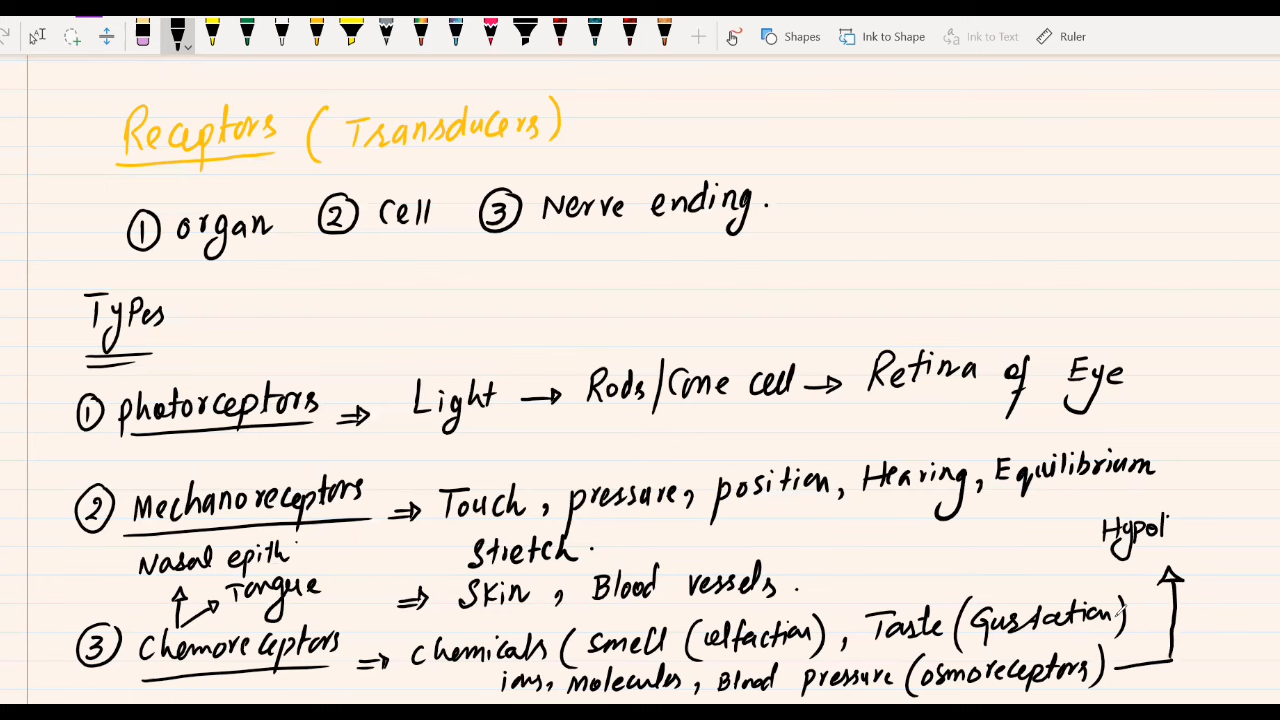 Shapes Ink to Shape Ink to Text Ruler
Receptors (Transducers)
① organ ② Cell ③ Nerve ending.
Types
① photorceptors ⇒ Light → Rods/Cone cell → Retina of Eye
② Mechanoreceptors ⇒ Touch, pressure, position, Hearing, Equilibrium
Stretch.
Hypol
Nasal epith
Tongue
⇒ Skin, Blood vessels.
③ Chemoreceptors ⇒ Chemicals (smell (olfaction), Taste (Gustation)
ions, molecules, Blood pressure (osmoreceptors)